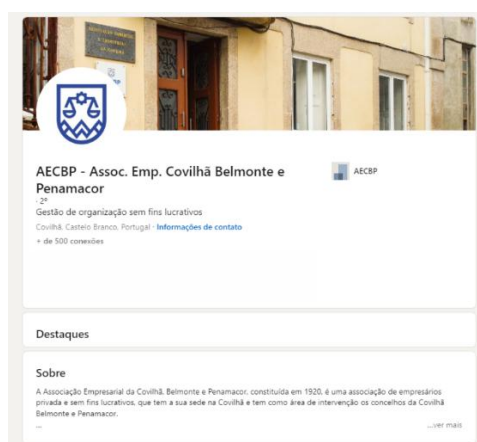 AECBP - Assoc. Emp. Covilhã Belmonte e
Penamacor
· 2º
Gestão de organização sem fins lucrativos
Covilhã, Castelo Branco, Portugal · Informações de contato
+ de 500 conexões
AECBP
Destaques
Sobre
A Associação Empresarial da Covilhã, Belmonte e Penamacor, constituída em 1920, é uma associação de empresários
privada e sem fins lucrativos, que tem a sua sede na Covilhã e tem como área de intervenção os concelhos da Covilhã
Belmonte e Penamacor.
...
...ver mais